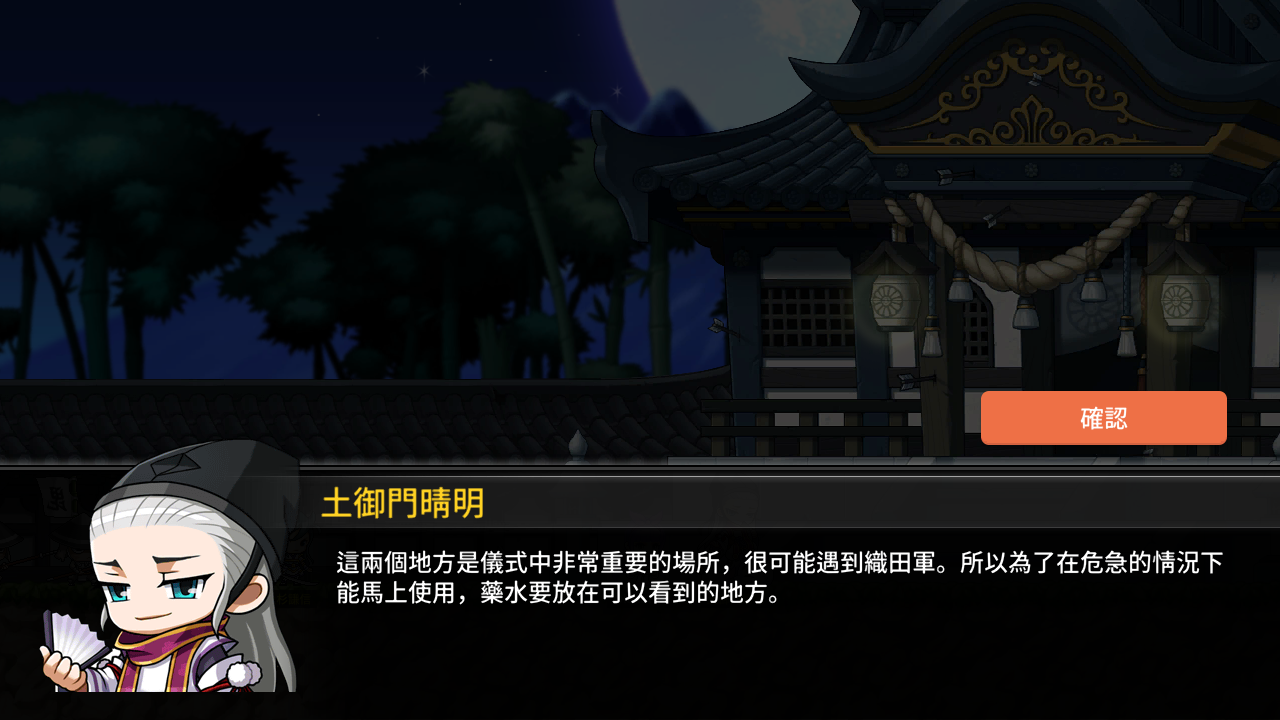 確認
土御門晴明
這兩個地方是儀式中非常重要的場所，很可能遇到織田軍。所以為了在危急的情況下
能馬上使用，藥水要放在可以看到的地方。